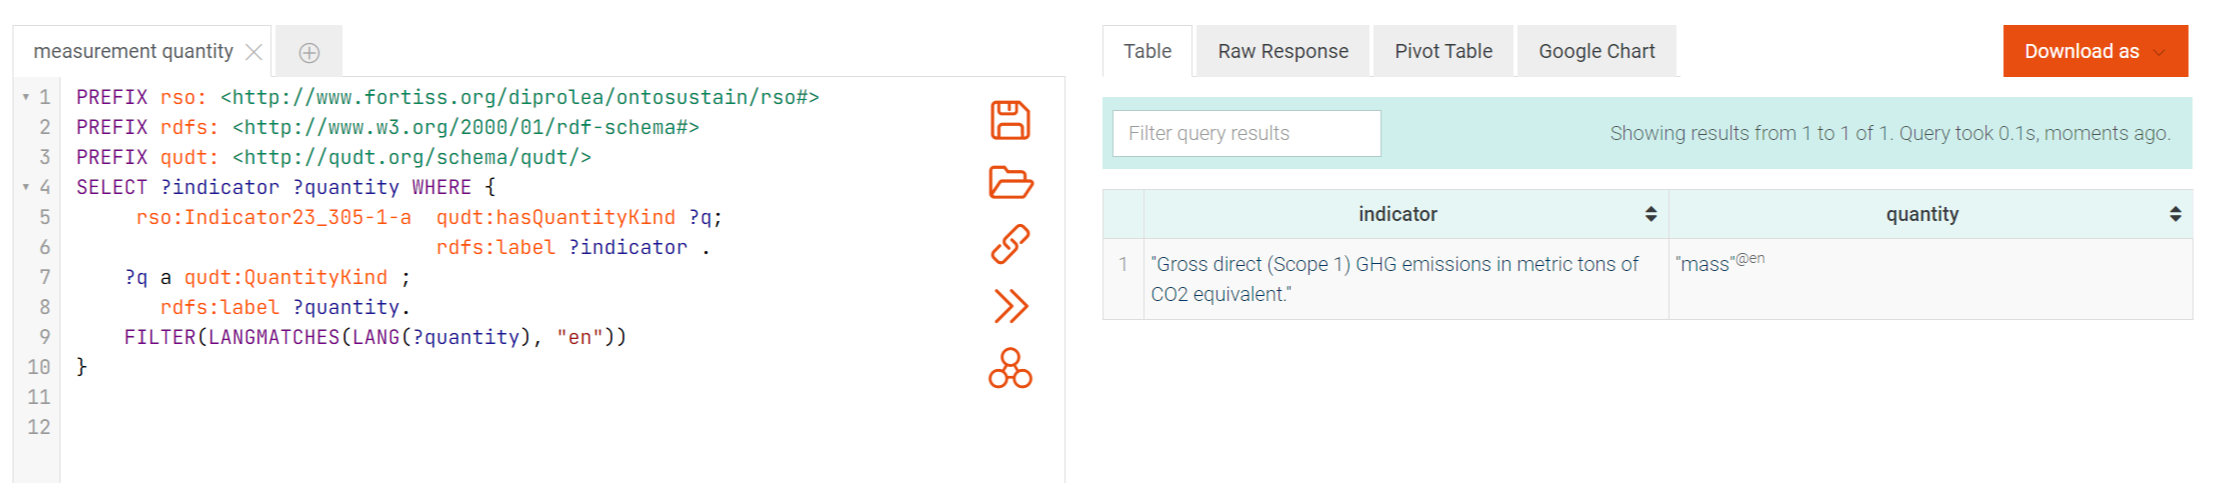 measurement quantity
1 PREFIX rso: <http://www.fortiss.org/diprolea/ontosustain/rso#>
2 PREFIX rdfs: <http://www.w3.org/2000/01/rdf-schema#>
3 PREFIX qudt: <http://qudt.org/schema/qudt/>
4 SELECT ?indicator ?quantity WHERE {
5      rso:Indicator23_305-1-a  qudt:hasQuantityKind ?q;
6                               rdfs:label ?indicator .
7     ?q a qudt:QuantityKind ;
8        rdfs:label ?quantity.
9     FILTER(LANGMATCHES(LANG(?quantity), "en"))
10 }
11
12
Table Raw Response Pivot Table Google Chart Download as
Filter query results Showing results from 1 to 1 of 1. Query took 0.1s, moments ago.
indicator quantity
1 "Gross direct (Scope 1) GHG emissions in metric tons of "mass"@en
CO2 equivalent."